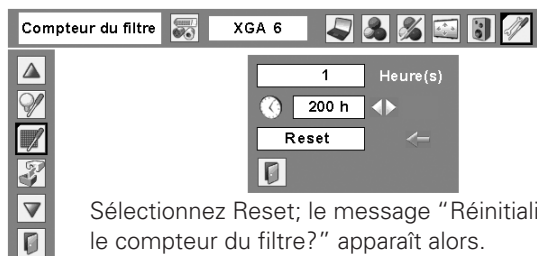 Compteur du filtre XGA 6
1 Heure(s)
200 h
Reset
Sélectionnez Reset; le message “Réinitiali
le compteur du filtre?” apparaît alors.